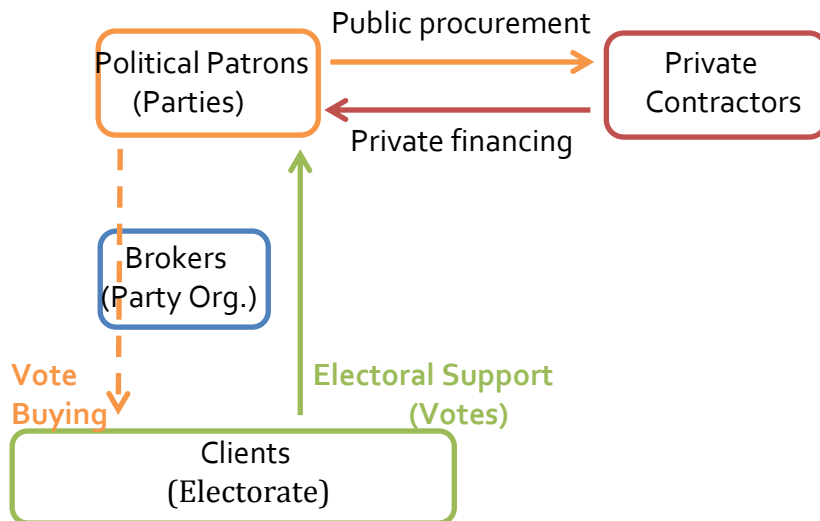 Public procurement
Political Patrons
(Parties)
Private
Contractors
Private financing
Brokers
(Party Org.)
Vote
Buying
Electoral Support
(Votes)
Clients
(Electorate)